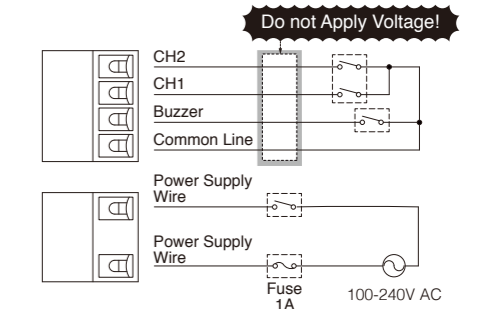 Do not Apply Voltage!
CH2
CH1
Buzzer
Common Line
Power Supply
Wire
Power Supply
Wire
Fuse
1A
100-240V AC